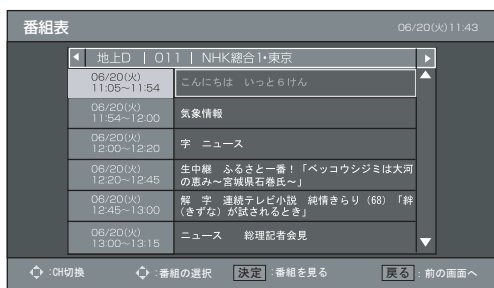 番組表
06/20(火)11:43
地上D | 011 | NHK總合1•東京
06/20(火)
11:05~11:54
こんにちは いっと6けん
06/20(火)
11:54~12:00
気象情報
06/20(火)
12:00~12:20
字 ニュース
06/20(火)
12:20~12:45
生中継 ふるさと一番!「ベッコウシジミは大河
の恵み~宮城県石巻氏~」
06/20(火)
12:45~13:00
解 字 連続テレビ小説 純情きらり (68) 「絆
(きずな) が試されるとき」
06/20(火)
13:00~13:15
ニュース 総理記者会見
:CH切換 :番組の選択 決定 :番組を見る 戻る : 前の画面へ